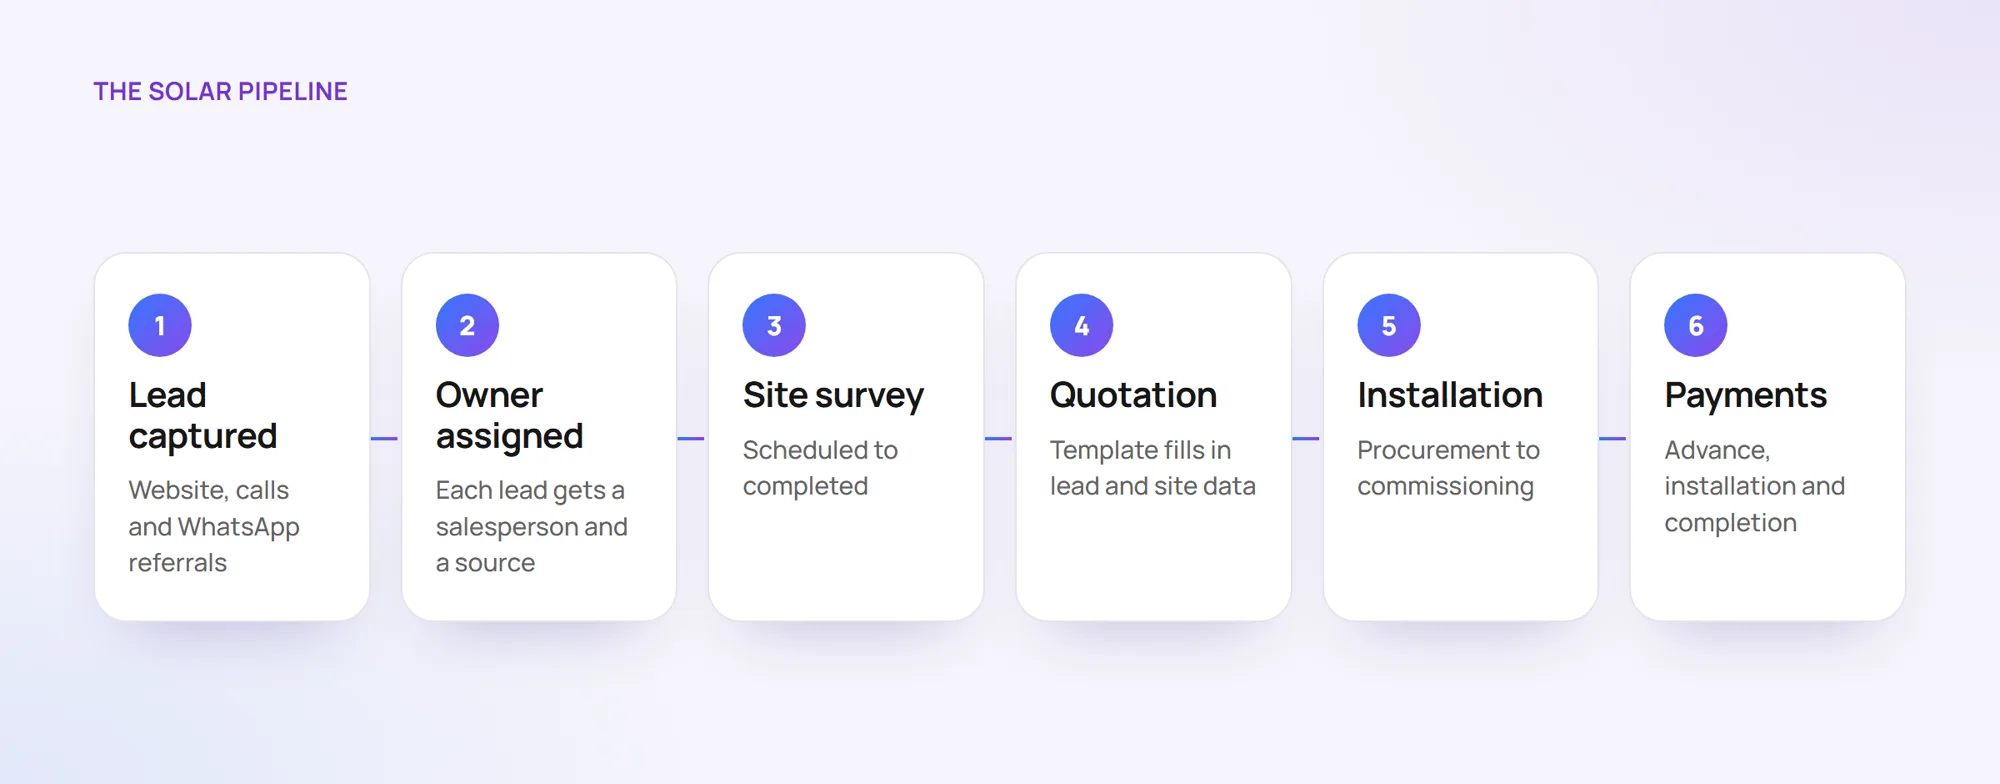 THE SOLAR PIPELINE
1
Lead
captured
Website, calls
and WhatsApp
referrals
2
Owner
assigned
Each lead gets a
salesperson and
a source
3
Site survey
Scheduled to
completed
4
Quotation
Template fills in
lead and site data
5
Installation
Procurement to
commissioning
6
Payments
Advance,
installation and
completion